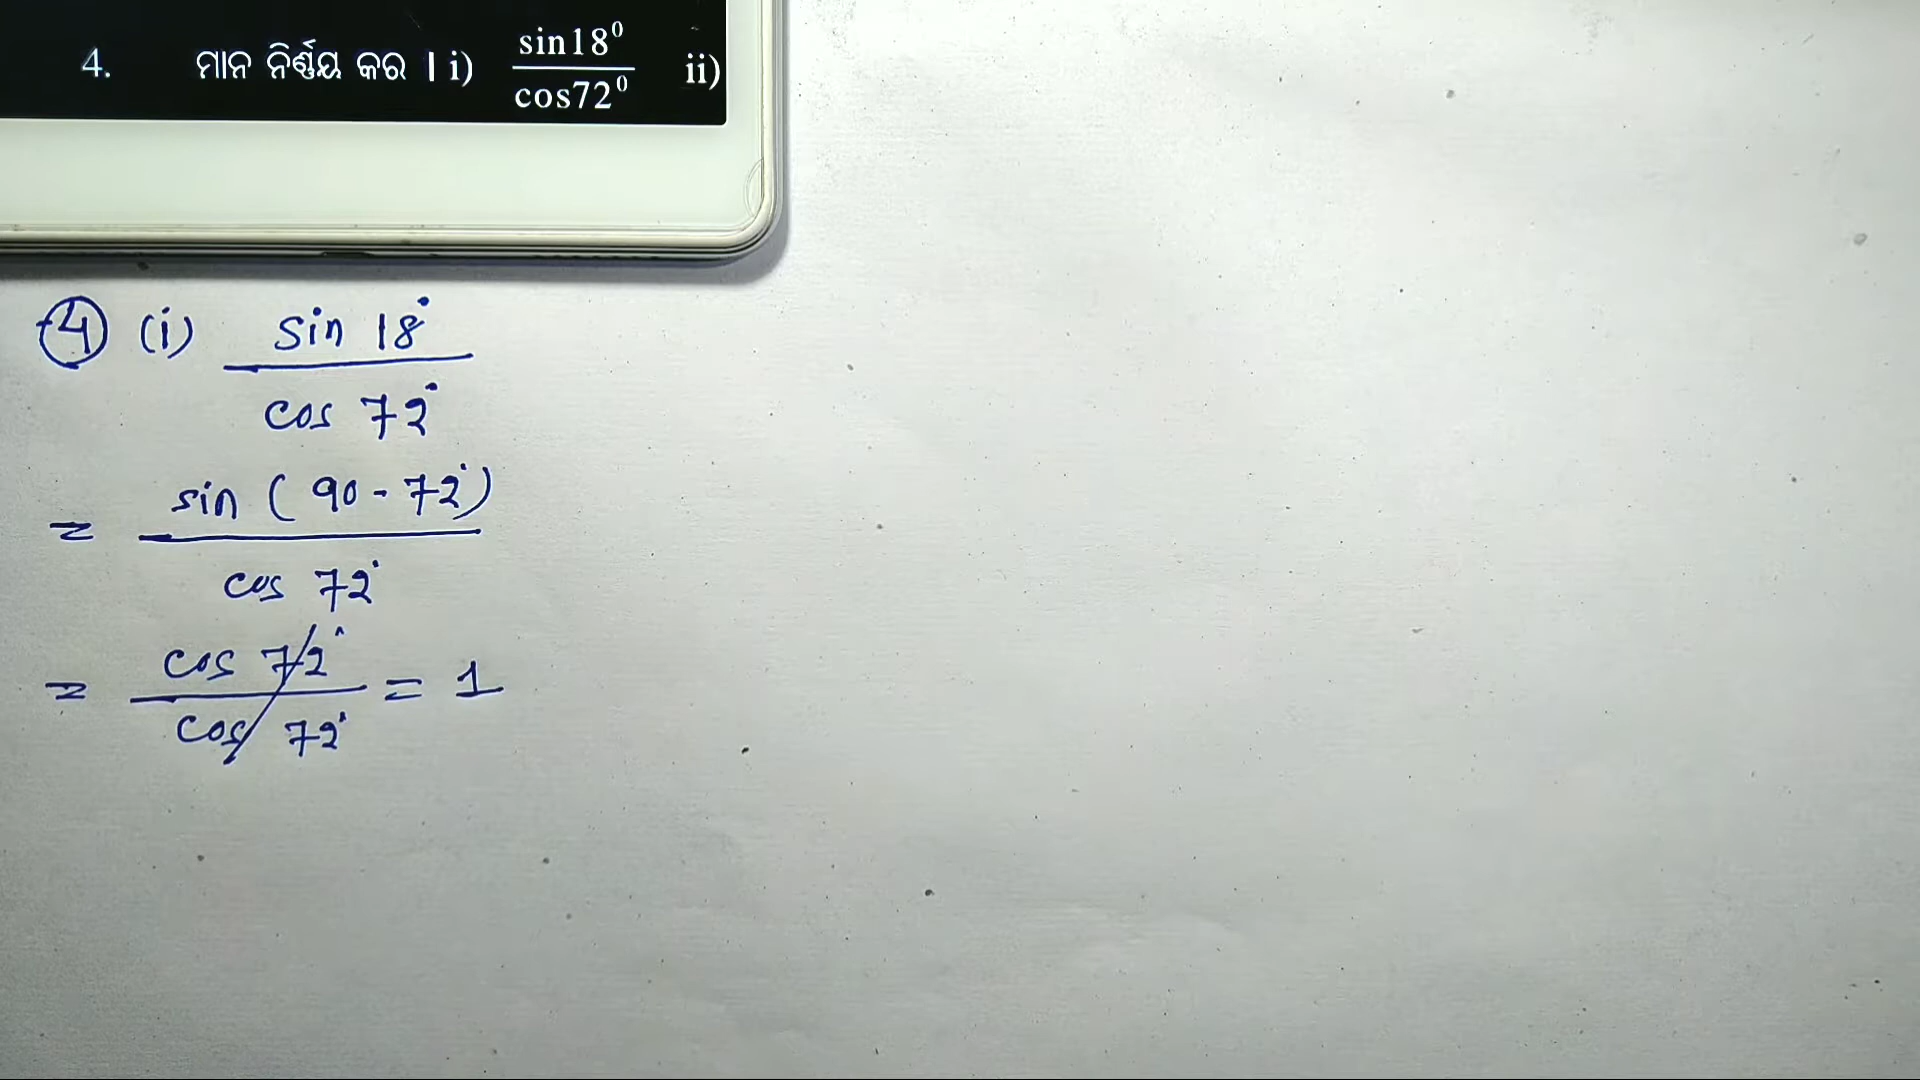 4. ମାନ ନିର୍ଣ୍ଣୟ କର । i) sin18⁰ / cos72⁰ ii)
④ (i) sin 18°
cos 72°
= sin ( 90 - 72°)
cos 72°
= cos 72° / cos 72° = 1